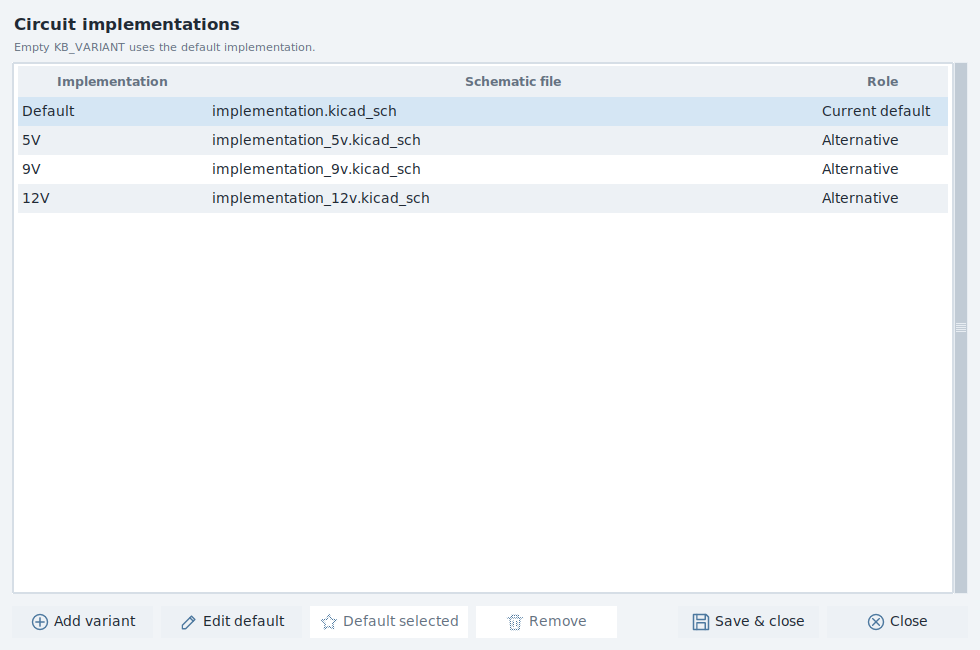 Circuit implementations
Empty KB_VARIANT uses the default implementation.
Implementation Schematic file Role
Default implementation.kicad_sch Current default
5V implementation_5v.kicad_sch Alternative
9V implementation_9v.kicad_sch Alternative
12V implementation_12v.kicad_sch Alternative
Add variant Edit default Default selected Remove Save & close Close